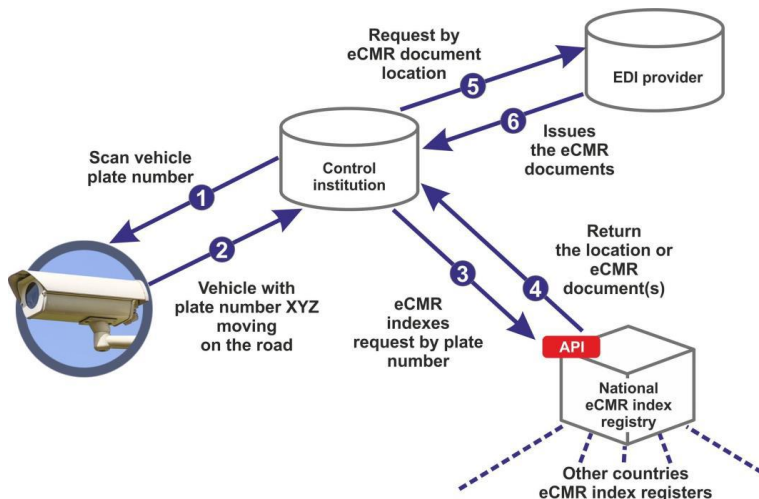 Request by
eCMR document
location
5
EDI provider
6
Issues
the eCMR
documents
Scan vehicle
plate number
1
Control
institution
2
Vehicle with
plate number XYZ
moving
on the road
3
eCMR
indexes
request by plate
number
4
Return
the location or
eCMR
document(s)
API
National
eCMR index
registry
Other countries
eCMR index registers